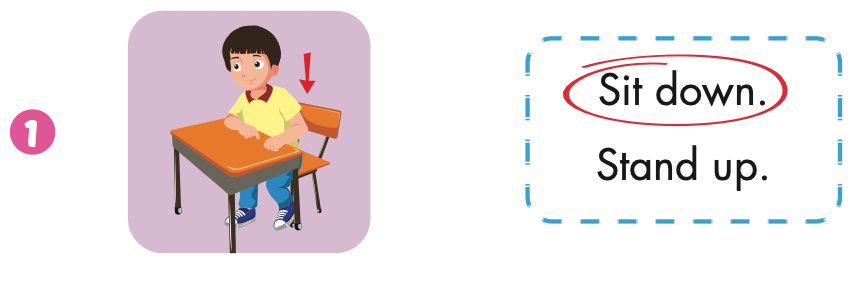 1
Sit down.
Stand up.